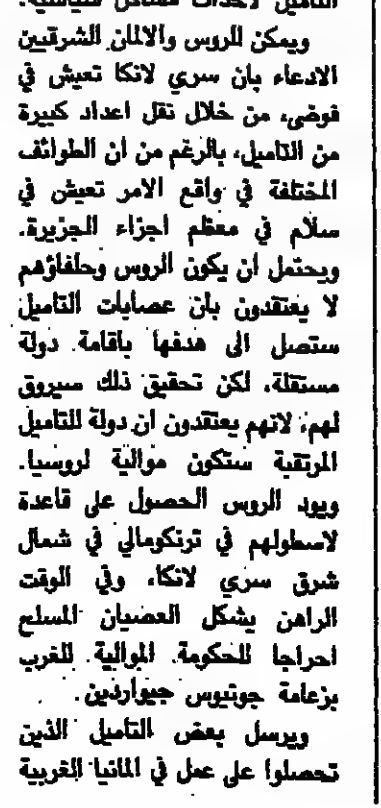 التاميل لاحداث مشاكل سياسية.
ويمكن للروس والالمان الشرقيين
الادعاء بان سري لانكا تعيش في
فوضى، من خلال نقل اعداد كبيرة
من التاميل، بالرغم من ان الطوائف
المختلفة في واقع الامر تعيش في
سلام في معظم اجزاء الجزيرة.
ويحتمل ان يكون الروس وحلفاؤهم
لا يعتقدون بان عصابات التاميل
ستصل الى هدفها باقامة دولة
مستقلة، لكن تحقيق ذلك سيروق
لهم، لانهم يعتقدون ان دولة للتاميل
المرتقبة ستكون موالية لروسيا.
ويود الروس الحصول على قاعدة
لاسطولهم في ترنكومالي في شمال
شرق سري لانكا، وفي الوقت
الراهن يشكل العصيان المسلح
احراجا للحكومة الموالية للغرب
بزعامة جونيوس جيواردين.
ويرسل بعض التاميل الذين
تحصلوا على عمل في المانيا الغربية